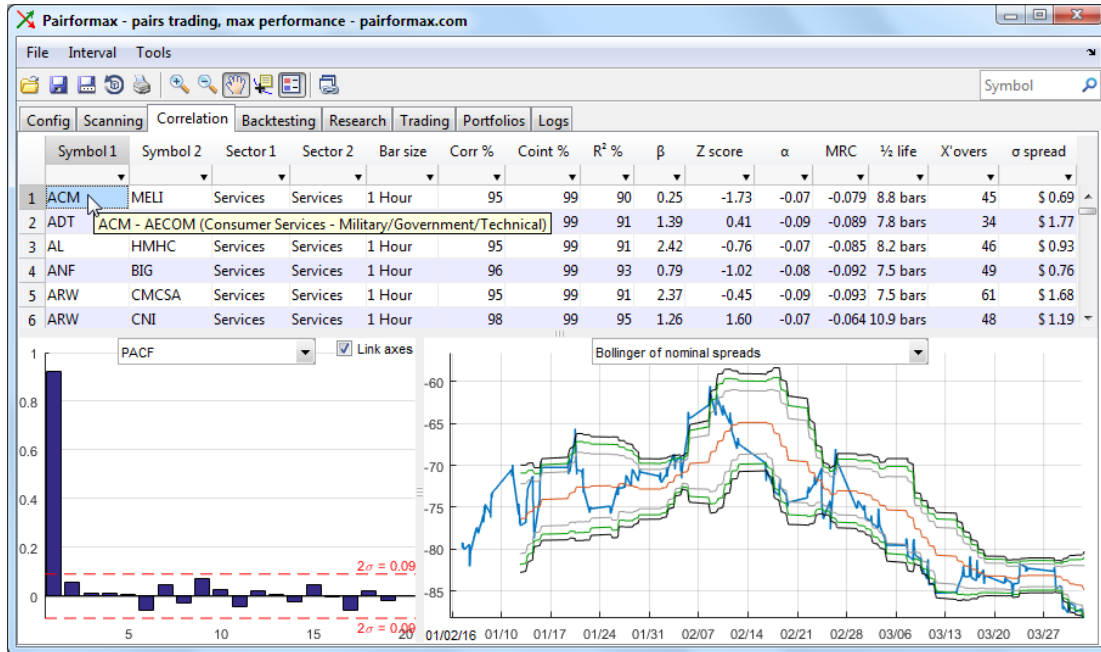 Pairformax - pairs trading, max performance - pairformax.com
File Interval Tools
Symbol
Config Scanning Correlation Backtesting Research Trading Portfolios Logs
Symbol 1 Symbol 2 Sector 1 Sector 2 Bar size Corr % Coint % R² % β Z score α MRC ½ life X'overs σ spread
1 ACM MELI Services Services 1 Hour 95 99 90 0.25 -1.73 -0.07 -0.079 8.8 bars 45 $ 0.69
2 ADT ACM - AECOM (Consumer Services - Military/Government/Technical) 99 91 1.39 0.41 -0.09 -0.089 7.8 bars 34 $ 1.77
3 AL HMHC Services Services 1 Hour 95 99 91 2.42 -0.76 -0.07 -0.085 8.2 bars 46 $ 0.93
4 ANF BIG Services Services 1 Hour 96 99 93 0.79 -1.02 -0.08 -0.092 7.5 bars 49 $ 0.76
5 ARW CMCSA Services Services 1 Hour 95 99 91 2.37 -0.45 -0.09 -0.093 7.5 bars 61 $ 1.68
6 ARW CNI Services Services 1 Hour 98 99 95 1.26 1.60 -0.07 -0.064 10.9 bars 48 $ 1.19
PACF Link axes
1
0.8
0.6
0.4
0.2
0
2σ = 0.09
2σ = 0.09
5 10 15 20
Bollinger of nominal spreads
-60
-65
-70
-75
-80
-85
01/02/16 01/10 01/17 01/24 01/31 02/07 02/14 02/21 02/28 03/06 03/13 03/20 03/27